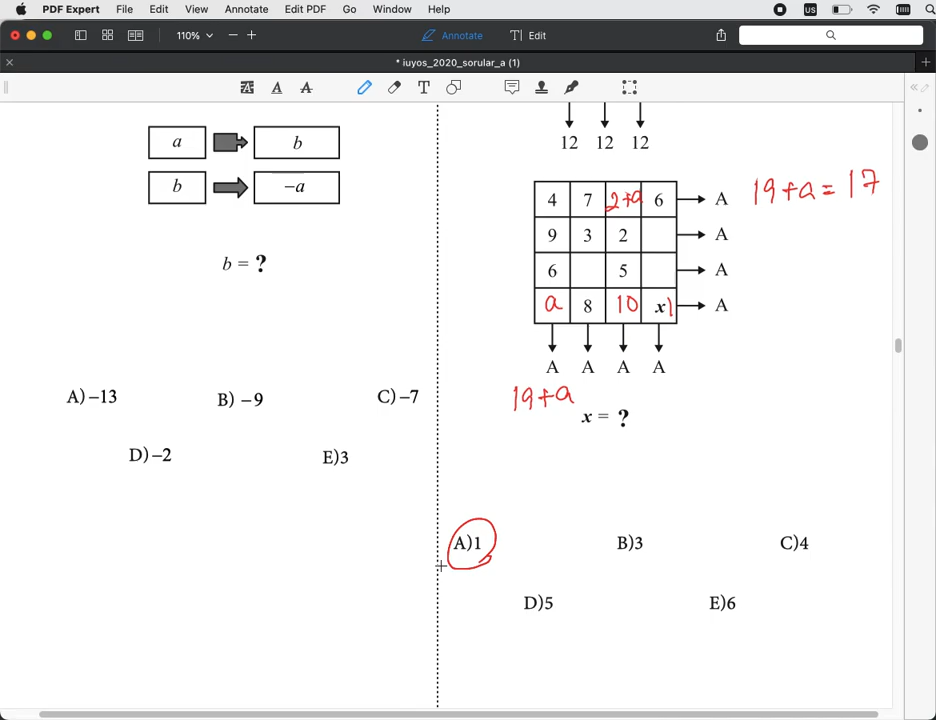 PDF Expert File Edit View Annotate Edit PDF Go Window Help US
110% Annotate T Edit
* iuyos_2020_sorular_a (1)
A A A T
12 12 12
a b
b −a
b = ?
A) −13 B) −9 C) −7
D) −2 E) 3
4 7 2+a 6 A 19+a = 17
9 3 2 A
6 5 A
a 8 10 x 1 A
A A A A
19+a
x = ?
A) 1 B) 3 C) 4
D) 5 E) 6